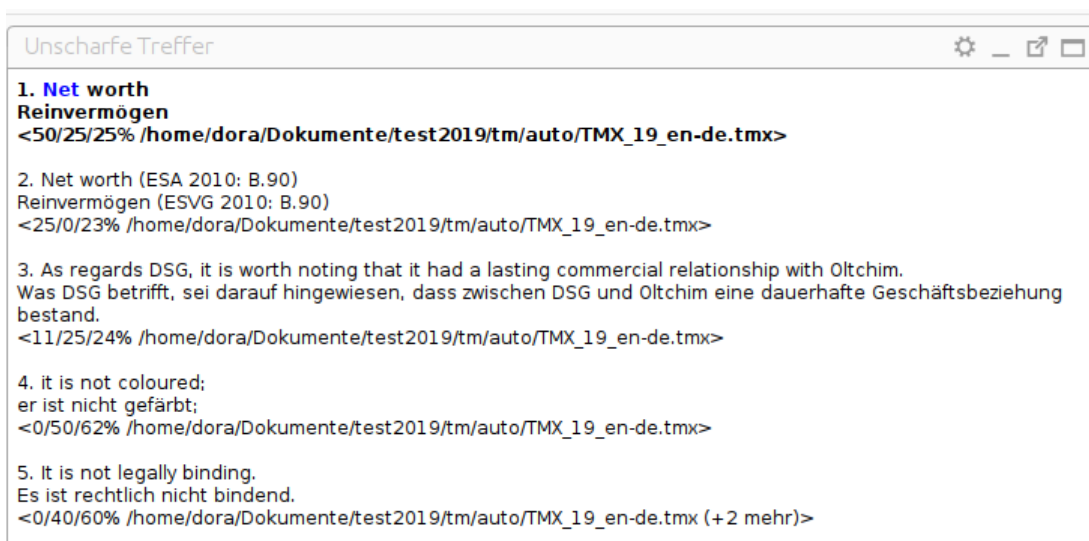 Unscharfe Treffer
1. Net worth
Reinvermögen
<50/25/25% /home/dora/Dokumente/test2019/tm/auto/TMX_19_en-de.tmx>
2. Net worth (ESA 2010: B.90)
Reinvermögen (ESVG 2010: B.90)
<25/0/23% /home/dora/Dokumente/test2019/tm/auto/TMX_19_en-de.tmx>
3. As regards DSG, it is worth noting that it had a lasting commercial relationship with Oltchim.
Was DSG betrifft, sei darauf hingewiesen, dass zwischen DSG und Oltchim eine dauerhafte Geschäftsbeziehung
bestand.
<11/25/24% /home/dora/Dokumente/test2019/tm/auto/TMX_19_en-de.tmx>
4. it is not coloured;
er ist nicht gefärbt;
<0/50/62% /home/dora/Dokumente/test2019/tm/auto/TMX_19_en-de.tmx>
5. It is not legally binding.
Es ist rechtlich nicht bindend.
<0/40/60% /home/dora/Dokumente/test2019/tm/auto/TMX_19_en-de.tmx (+2 mehr)>